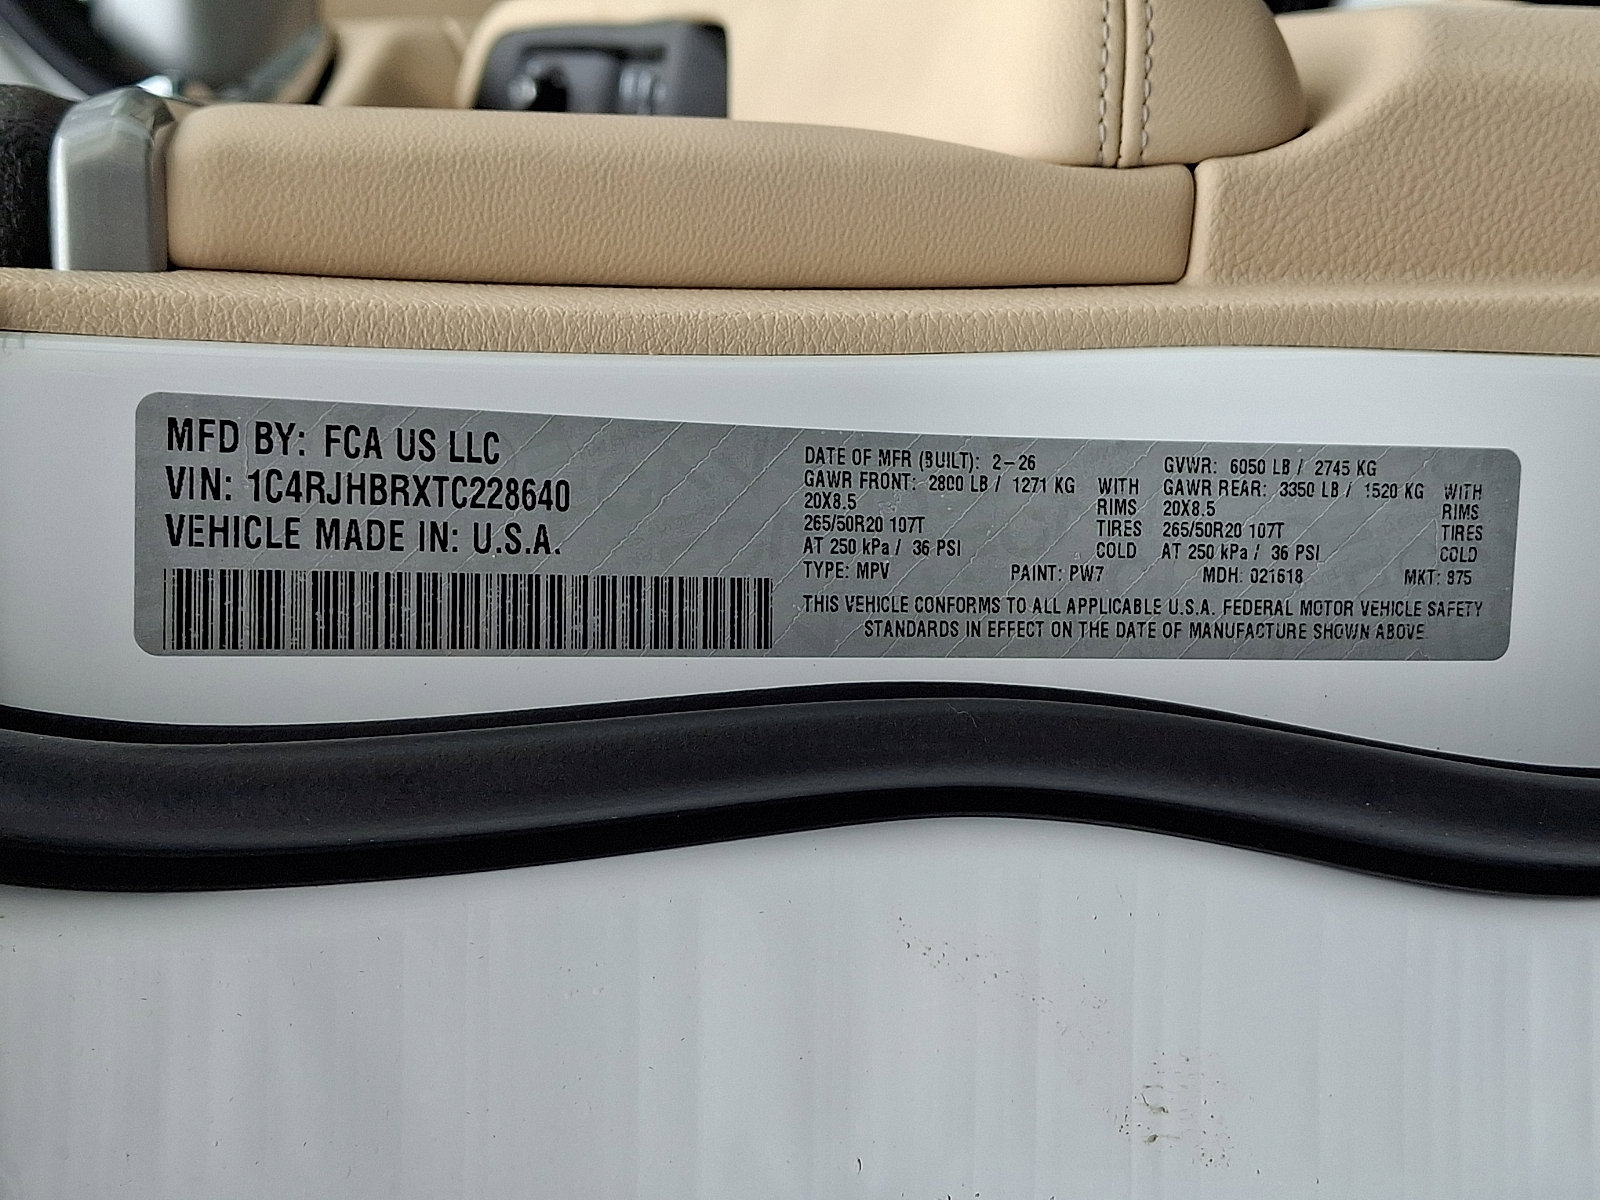 MFD BY: FCA US LLC
VIN: 1C4RJHBRXTC228640
VEHICLE MADE IN: U.S.A.
DATE OF MFR (BUILT): 2-26
GAWR FRONT: 2800 LB / 1271 KG WITH
20X8.5 RIMS
265/50R20 107T TIRES
AT 250 kPa / 36 PSI COLD
GVWR: 6050 LB / 2745 KG
GAWR REAR: 3350 LB / 1520 KG WITH
20X8.5 RIMS
265/50R20 107T TIRES
AT 250 kPa / 36 PSI COLD
TYPE: MPV PAINT: PW7 MDH: 021618 MKT: 875
THIS VEHICLE CONFORMS TO ALL APPLICABLE U.S.A. FEDERAL MOTOR VEHICLE SAFETY
STANDARDS IN EFFECT ON THE DATE OF MANUFACTURE SHOWN ABOVE.